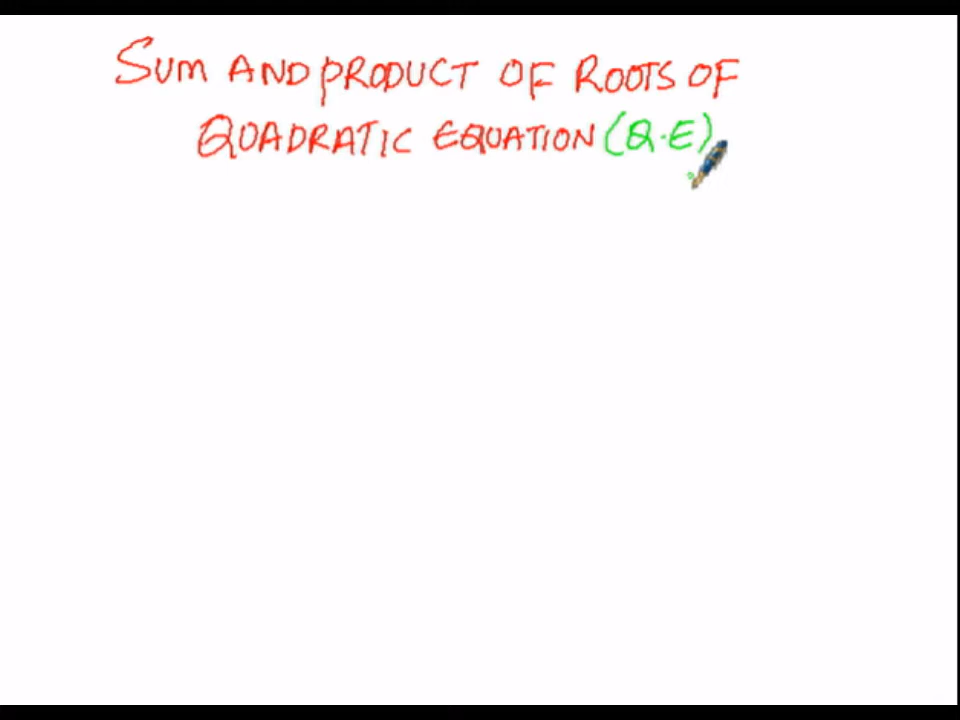 SUM AND PRODUCT OF ROOTS OF
QUADRATIC EQUATION (Q.E)